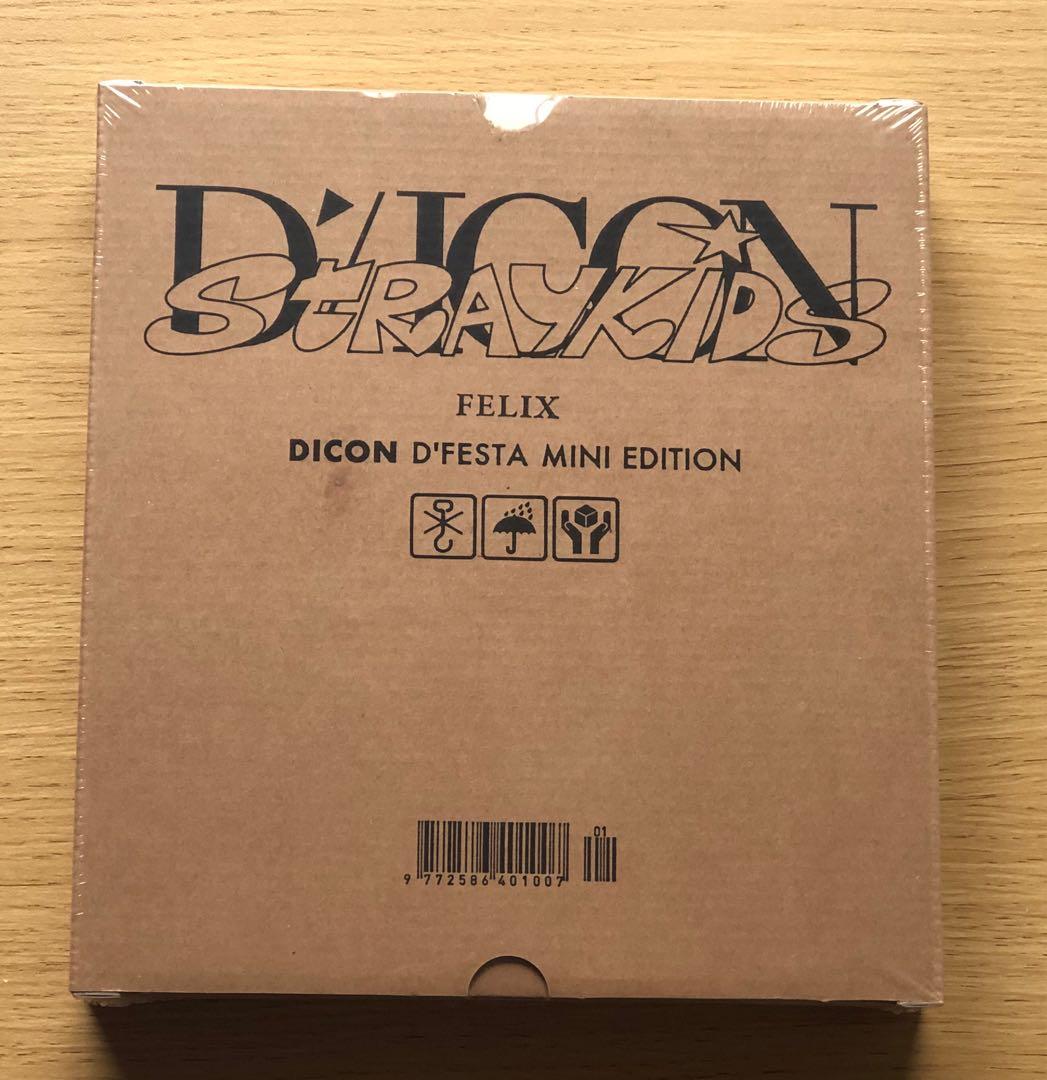 D'ICON
STRAYKIDS
FELIX
DICON D'FESTA MINI EDITION
01
9 772586 401007